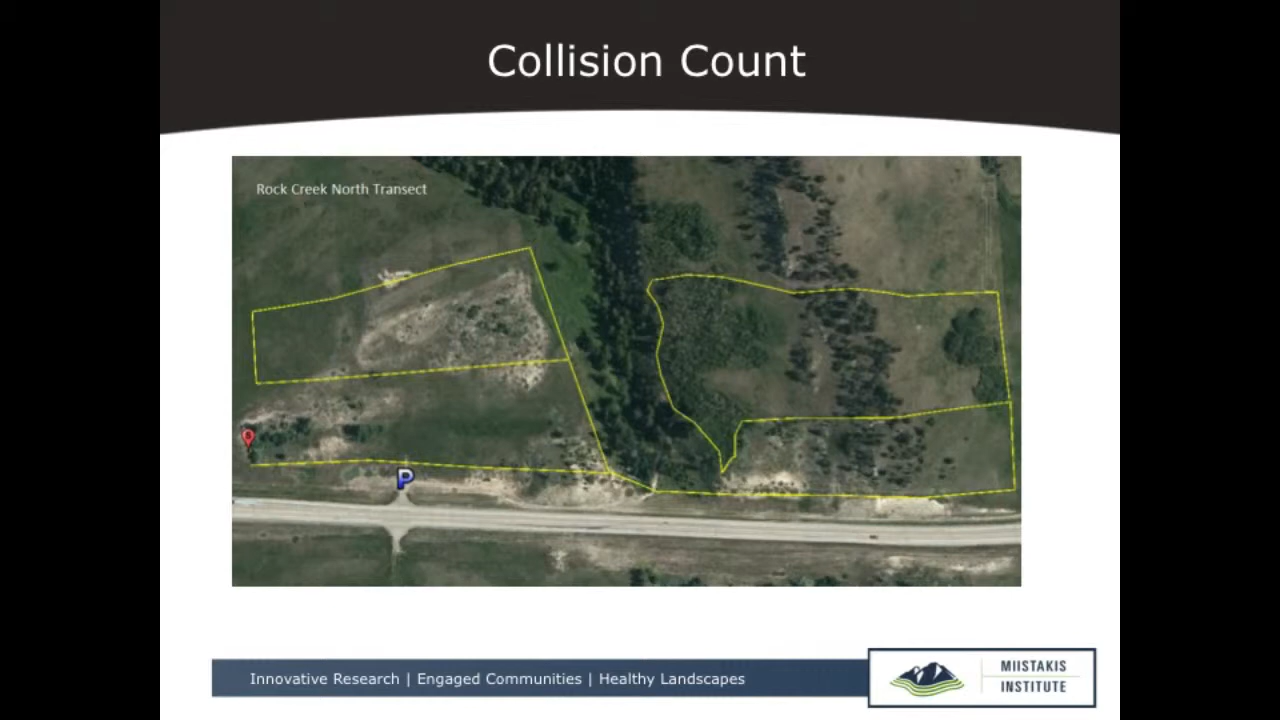 Collision Count
Rock Creek North Transect
P
Innovative Research | Engaged Communities | Healthy Landscapes
MIISTAKIS
INSTITUTE